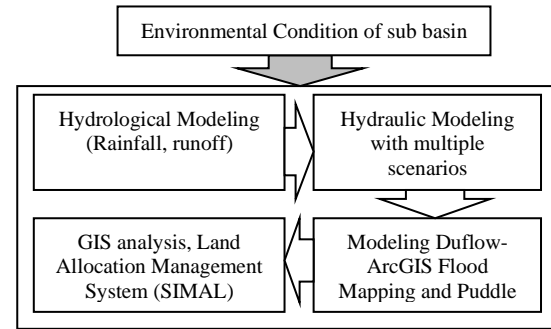 Environmental Condition of sub basin
Hydrological Modeling
(Rainfall, runoff)
Hydraulic Modeling
with multiple
scenarios
GIS analysis, Land
Allocation Management
System (SIMAL)
Modeling Duflow-
ArcGIS Flood
Mapping and Puddle